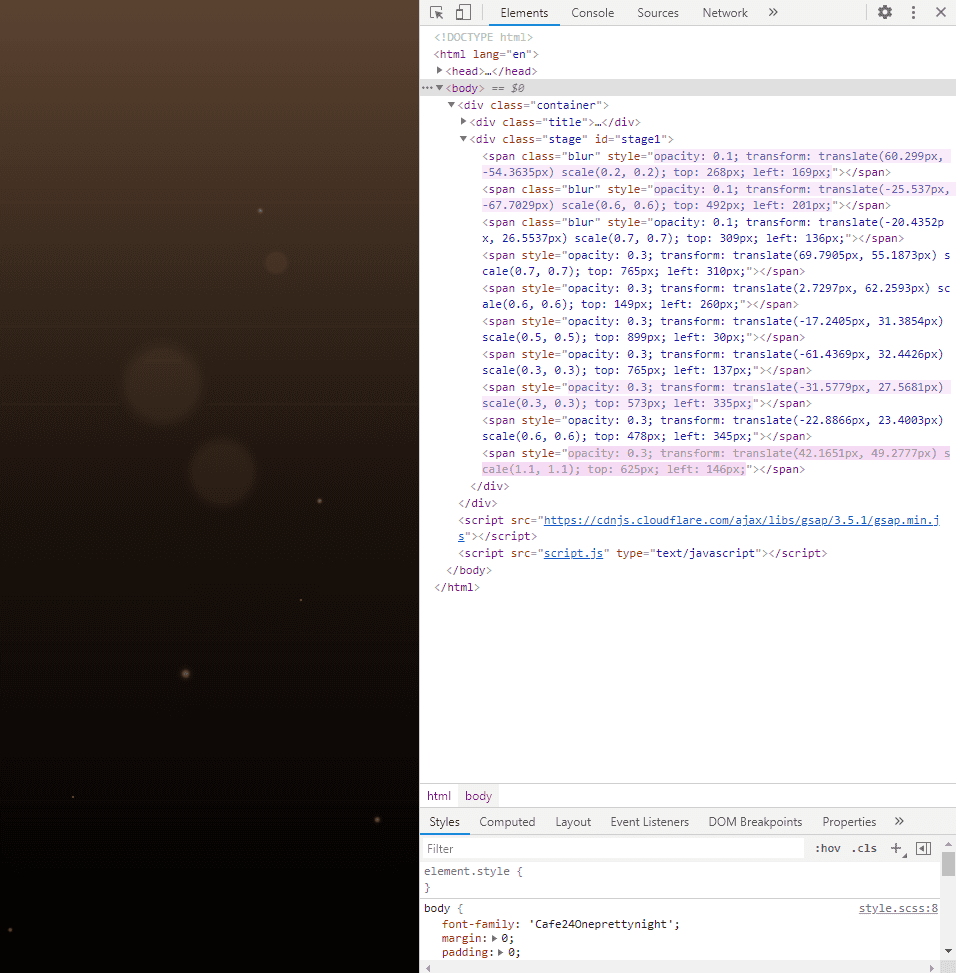 Elements Console Sources Network »
<!DOCTYPE html>
<html lang="en">
<head>…</head>
<body> == $0
<div class="container">
<div class="title">…</div>
<div class="stage" id="stage1">
<span class="blur" style="opacity: 0.1; transform: translate(60.299px,
-54.3635px) scale(0.2, 0.2); top: 268px; left: 169px;"></span>
<span class="blur" style="opacity: 0.1; transform: translate(-25.537px,
-67.7029px) scale(0.6, 0.6); top: 492px; left: 201px;"></span>
<span class="blur" style="opacity: 0.1; transform: translate(-20.4352p
x, 26.5537px) scale(0.7, 0.7); top: 309px; left: 136px;"></span>
<span style="opacity: 0.3; transform: translate(69.7905px, 55.1873px) s
cale(0.7, 0.7); top: 765px; left: 310px;"></span>
<span style="opacity: 0.3; transform: translate(2.7297px, 62.2593px) sc
ale(0.6, 0.6); top: 149px; left: 260px;"></span>
<span style="opacity: 0.3; transform: translate(-17.2405px, 31.3854px)
scale(0.5, 0.5); top: 899px; left: 30px;"></span>
<span style="opacity: 0.3; transform: translate(-61.4369px, 32.4426px)
scale(0.3, 0.3); top: 765px; left: 137px;"></span>
<span style="opacity: 0.3; transform: translate(-31.5779px, 27.5681px)
scale(0.3, 0.3); top: 573px; left: 335px;"></span>
<span style="opacity: 0.3; transform: translate(-22.8866px, 23.4003px)
scale(0.6, 0.6); top: 478px; left: 345px;"></span>
<span style="opacity: 0.3; transform: translate(42.1651px, 49.2777px) s
cale(1.1, 1.1); top: 625px; left: 146px;"></span>
</div>
</div>
<script src="https://cdnjs.cloudflare.com/ajax/libs/gsap/3.5.1/gsap.min.j
s"></script>
<script src="script.js" type="text/javascript"></script>
</body>
</html>
html body
Styles Computed Layout Event Listeners DOM Breakpoints Properties »
Filter :hov .cls +
element.style {
}
body { style.scss:8
font-family: 'Cafe24Oneprettynight';
margin: 0;
padding: 0;